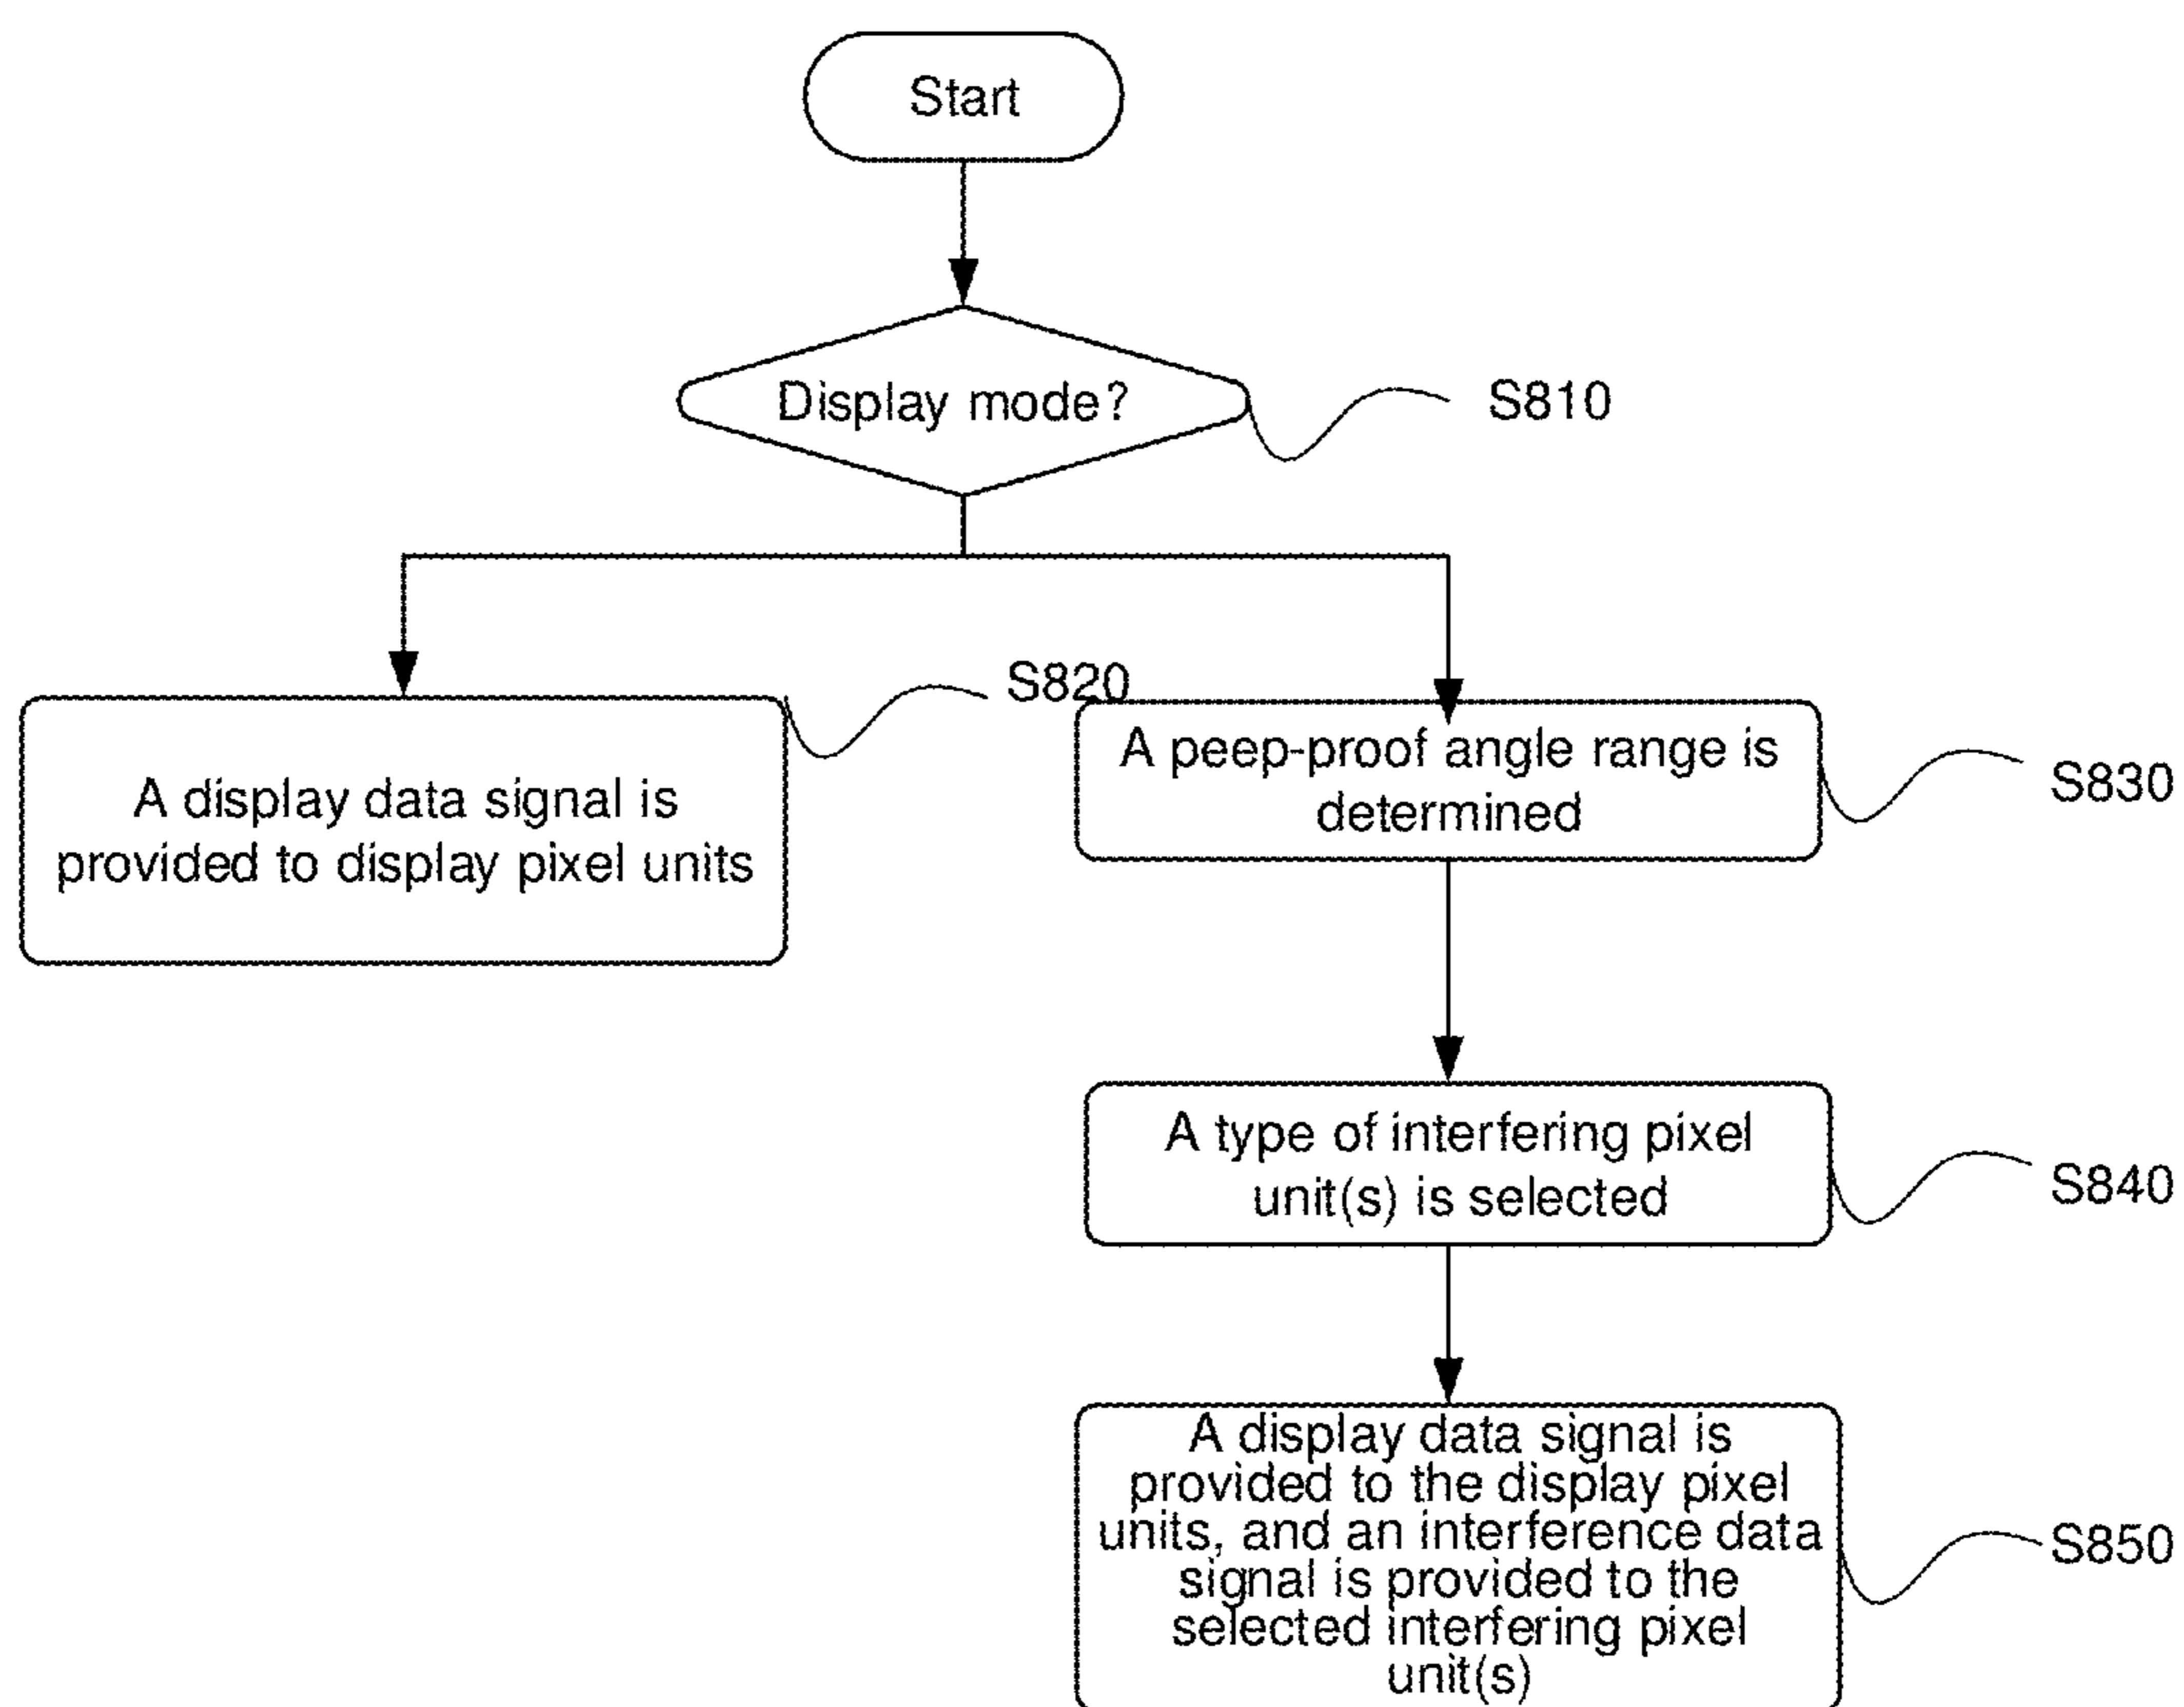 Start
Display mode?
S810
S820
A display data signal is
provided to display pixel units
A peep-proof angle range is
determined
S830
A type of interfering pixel
unit(s) is selected
S840
A display data signal is
provided to the display pixel
units, and an interference data
signal is provided to the
selected interfering pixel
unit(s)
S850